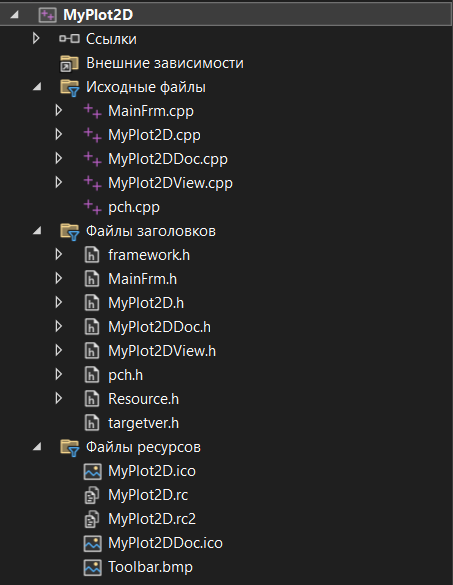 MyPlot2D
Ссылки
Внешние зависимости
Исходные файлы
MainFrm.cpp
MyPlot2D.cpp
MyPlot2DDoc.cpp
MyPlot2DView.cpp
pch.cpp
Файлы заголовков
framework.h
MainFrm.h
MyPlot2D.h
MyPlot2DDoc.h
MyPlot2DView.h
pch.h
Resource.h
targetver.h
Файлы ресурсов
MyPlot2D.ico
MyPlot2D.rc
MyPlot2D.rc2
MyPlot2DDoc.ico
Toolbar.bmp